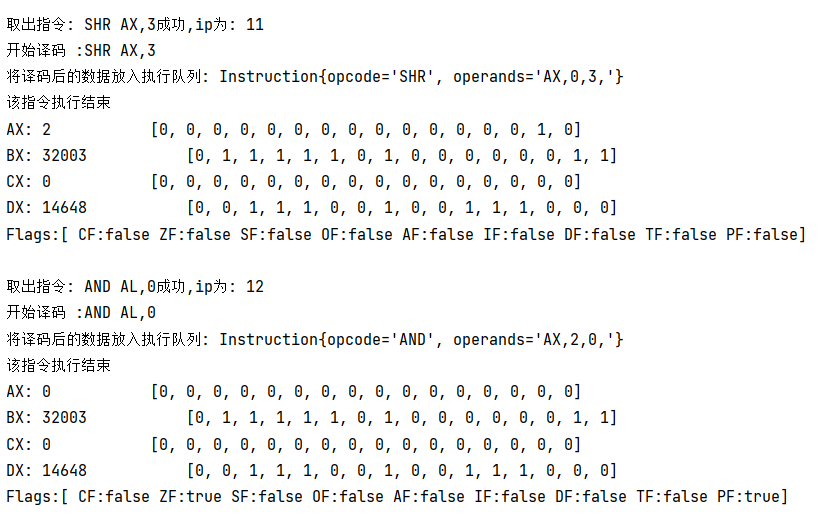 取出指令: SHR AX,3成功,ip为: 11
开始译码 :SHR AX,3
将译码后的数据放入执行队列: Instruction{opcode='SHR', operands='AX,0,3,'}
该指令执行结束
AX: 2          [0, 0, 0, 0, 0, 0, 0, 0, 0, 0, 0, 0, 0, 0, 1, 0]
BX: 32003          [0, 1, 1, 1, 1, 1, 0, 1, 0, 0, 0, 0, 0, 0, 1, 1]
CX: 0          [0, 0, 0, 0, 0, 0, 0, 0, 0, 0, 0, 0, 0, 0, 0, 0]
DX: 14648          [0, 0, 1, 1, 1, 0, 0, 1, 0, 0, 1, 1, 1, 0, 0, 0]
Flags:[ CF:false ZF:false SF:false OF:false AF:false IF:false DF:false TF:false PF:false]
取出指令: AND AL,0成功,ip为: 12
开始译码 :AND AL,0
将译码后的数据放入执行队列: Instruction{opcode='AND', operands='AX,2,0,'}
该指令执行结束
AX: 0          [0, 0, 0, 0, 0, 0, 0, 0, 0, 0, 0, 0, 0, 0, 0, 0]
BX: 32003          [0, 1, 1, 1, 1, 1, 0, 1, 0, 0, 0, 0, 0, 0, 1, 1]
CX: 0          [0, 0, 0, 0, 0, 0, 0, 0, 0, 0, 0, 0, 0, 0, 0, 0]
DX: 14648          [0, 0, 1, 1, 1, 0, 0, 1, 0, 0, 1, 1, 1, 0, 0, 0]
Flags:[ CF:false ZF:true SF:false OF:false AF:false IF:false DF:false TF:false PF:true]